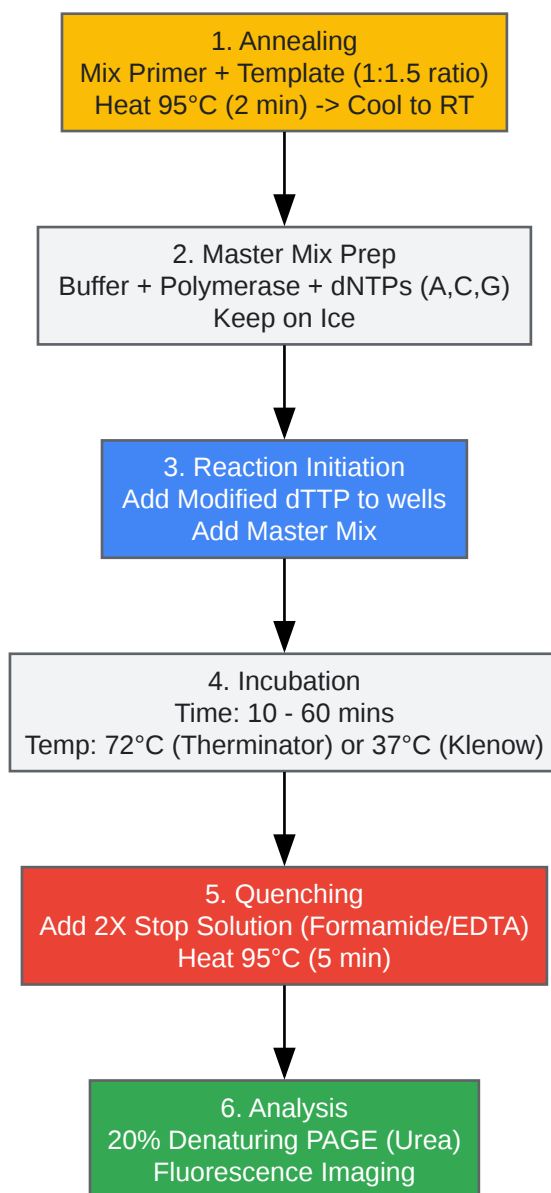 1. Annealing
Mix Primer + Template (1:1.5 ratio)
Heat 95°C (2 min) -> Cool to RT
2. Master Mix Prep
Buffer + Polymerase + dNTPs (A,C,G)
Keep on Ice
3. Reaction Initiation
Add Modified dTTP to wells
Add Master Mix
4. Incubation
Time: 10 - 60 mins
Temp: 72°C (Therminator) or 37°C (Klenow)
5. Quenching
Add 2X Stop Solution (Formamide/EDTA)
Heat 95°C (5 min)
6. Analysis
20% Denaturing PAGE (Urea)
Fluorescence Imaging